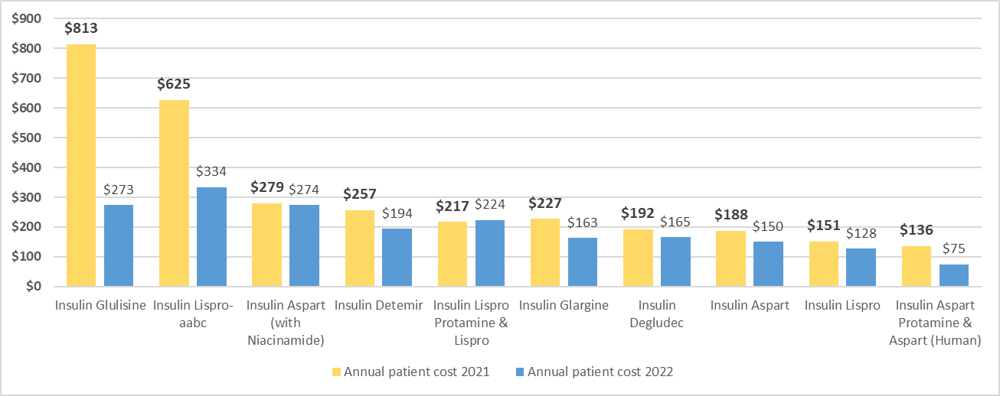 $900
$800
$700
$600
$500
$400
$300
$200
$100
$0
$813
$273
$625
$334
$279
$274
$257
$194
$217
$224
$227
$163
$192
$165
$188
$150
$151
$128
$136
$75
Insulin Glulisine
Insulin Lispro-
aabc
Insulin Aspart
(with
Niacinamide)
Insulin Detemir
Insulin Lispro
Protamine &
Lispro
Insulin Glargine
Insulin
Degludec
Insulin Aspart
Insulin Lispro
Insulin Aspart
Protamine &
Aspart (Human)
Annual patient cost 2021
Annual patient cost 2022